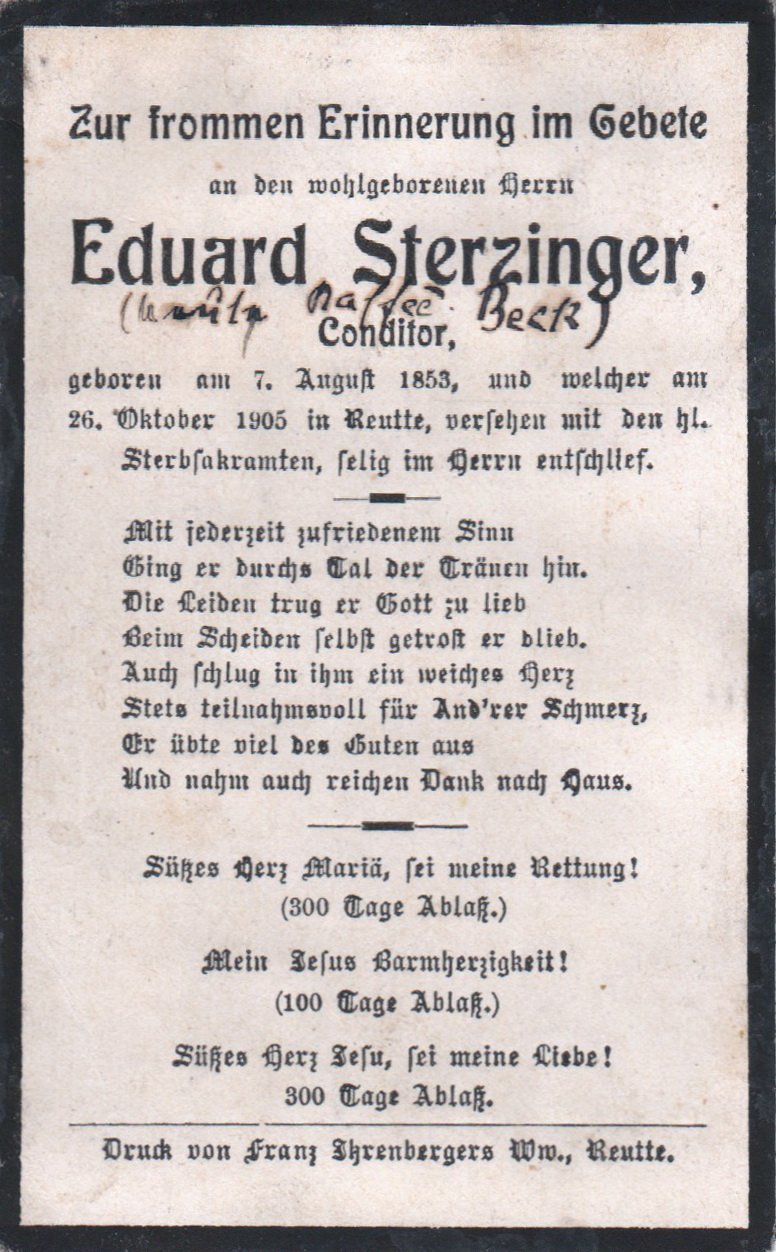 Zur frommen Erinnerung im Gebete
an den wohlgeborenen Herrn
Eduard Sterzinger,
(heute Kaffee Beck)
Conditor,
geboren am 7. August 1853, und welcher am
26. Oktober 1905 in Reutte, versehen mit den hl.
Sterbsakramten, selig im Herrn entschlief.
Mit jederzeit zufriedenem Sinn
Ging er durchs Tal der Tränen hin.
Die Leiden trug er Gott zu lieb
Beim Scheiden selbst getrost er blieb.
Auch schlug in ihm ein weiches Herz
Stets teilnahmsvoll für And'rer Schmerz,
Er übte viel des Guten aus
Und nahm auch reichen Dank nach Haus.
Süßes Herz Mariä, sei meine Rettung!
(300 Tage Ablaß.)
Mein Jesus Barmherzigkeit!
(100 Tage Ablaß.)
Süßes Herz Jesu, sei meine Liebe!
300 Tage Ablaß.
Druck von Franz Ihrenbergers Ww., Reutte.